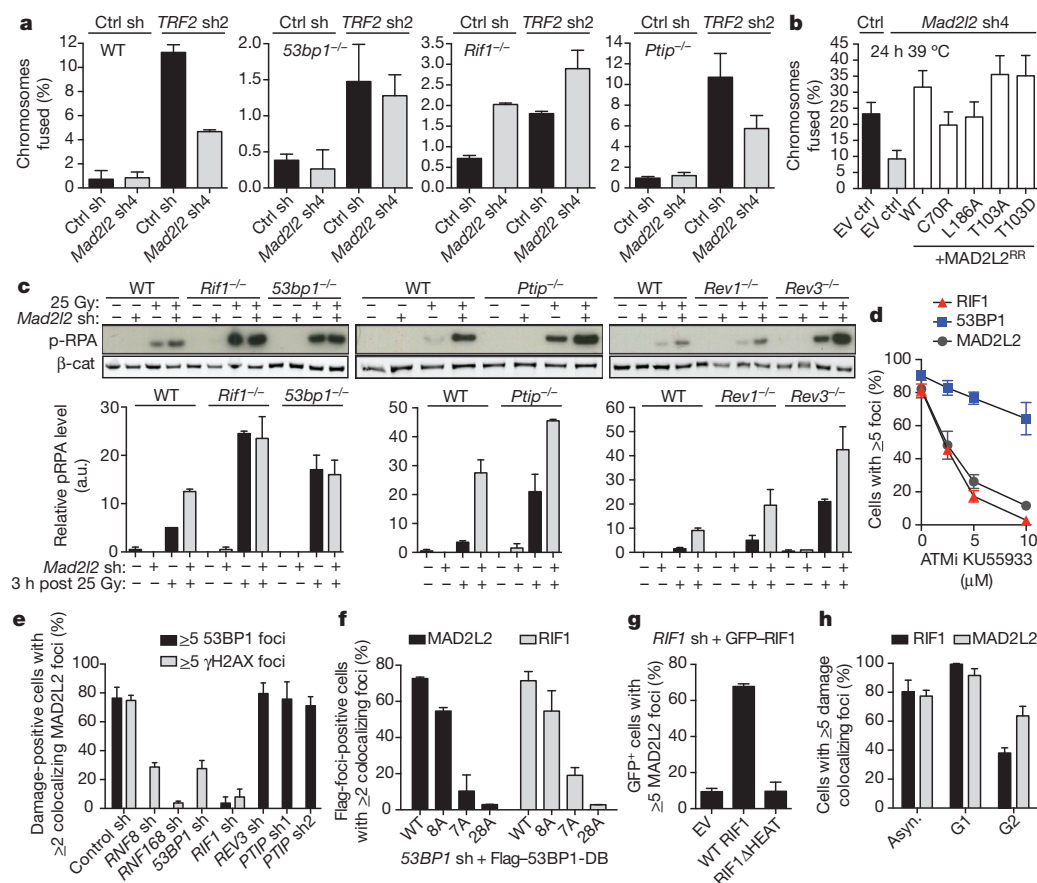 a
Ctrl sh TRF2 sh2
WT
Chromosomes fused (%)
12
10
8
6
4
2
0
Ctrl sh
Mad2l2 sh4
Ctrl sh
Mad2l2 sh4
Ctrl sh TRF2 sh2
53bp1–/–
2.0
1.5
1.0
0.5
0
Ctrl sh
Mad2l2 sh4
Ctrl sh
Mad2l2 sh4
Ctrl sh TRF2 sh2
Rif1–/–
3.5
3.0
2.5
2.0
1.5
1.0
0.5
0
Ctrl sh
Mad2l2 sh4
Ctrl sh
Mad2l2 sh4
Ctrl sh TRF2 sh2
Ptip–/–
14
12
10
8
6
4
2
0
Ctrl sh
Mad2l2 sh4
Ctrl sh
Mad2l2 sh4
b
Ctrl Mad2l2 sh4
24 h 39 ºC
Chromosomes fused (%)
45
40
35
30
25
20
15
10
5
0
EV ctrl
EV ctrl
WT
C70R
L186A
T103A
T103D
+MAD2L2RR
c
WT Rif1–/– 53bp1–/–
WT Ptip–/–
WT Rev1–/– Rev3–/–
25 Gy: – – + + – – + + – – + +
– – + + – – + +
– – + + – – + + – – + +
Mad2l2 sh: – + – + – + – + – + – +
– + – + – + – +
– + – + – + – + – + – +
p-RPA
β-cat
WT Rif1–/– 53bp1–/–
Relative pRPA level (a.u.)
30
20
10
0
WT Ptip–/–
50
40
30
20
10
0
WT Rev1–/– Rev3–/–
60
40
20
0
Mad2l2 sh: – + – + – + – + – + – +
– + – + – + – +
– + – + – + – + – + – +
3 h post 25 Gy: – – + + – – + + – – + +
– – + + – – + +
– – + + – – + + – – + +
d
RIF1
53BP1
MAD2L2
Cells with ≥5 foci (%)
100
80
60
40
20
0
0 5 10
ATMi KU55933
(μM)
e
≥5 53BP1 foci
≥5 γH2AX foci
Damage-positive cells with
≥2 colocalizing MAD2L2 foci (%)
100
80
60
40
20
0
Control sh
RNF8 sh
RNF168 sh
53BP1 sh
RIF1 sh
REV3 sh
PTIP sh1
PTIP sh2
f
MAD2L2 RIF1
Flag-foci-positive cells
with ≥2 colocalizing foci (%)
80
60
40
20
0
WT
8A
7A
28A
WT
8A
7A
28A
53BP1 sh + Flag–53BP1-DB
g
RIF1 sh + GFP–RIF1
GFP+ cells with
≥5 MAD2L2 foci (%)
80
60
40
20
0
EV
WT RIF1
RIF1ΔHEAT
h
RIF1 MAD2L2
Cells with ≥5 damage
colocalizing foci (%)
100
80
60
40
20
0
Asyn.
G1
G2